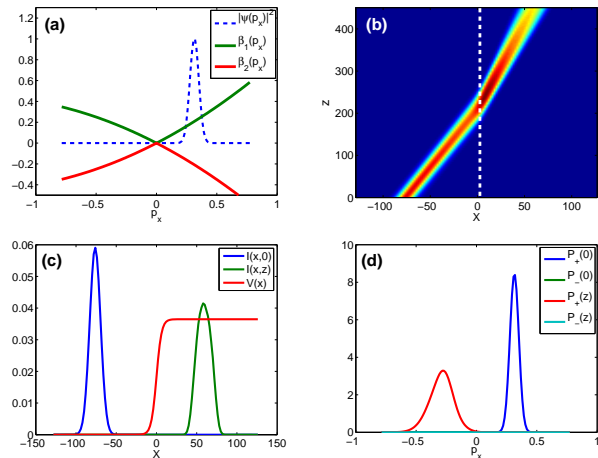 (a)
|ψ(p_x)|^2
β_1(p_x)
β_2(p_x)
1.2
1
0.8
0.6
0.4
0.2
0
-0.2
-0.4
-1 -0.5 0 0.5 1
p_x
(b)
400
300
200
100
0
z
-100 -50 0 50 100
X
(c)
I(x,0)
I(x,z)
V(x)
0.06
0.05
0.04
0.03
0.02
0.01
0
-150 -100 -50 0 50 100 150
X
(d)
P_+(0)
P_-(0)
P_+(z)
P_-(z)
10
8
6
4
2
0
-1 -0.5 0 0.5 1
p_x